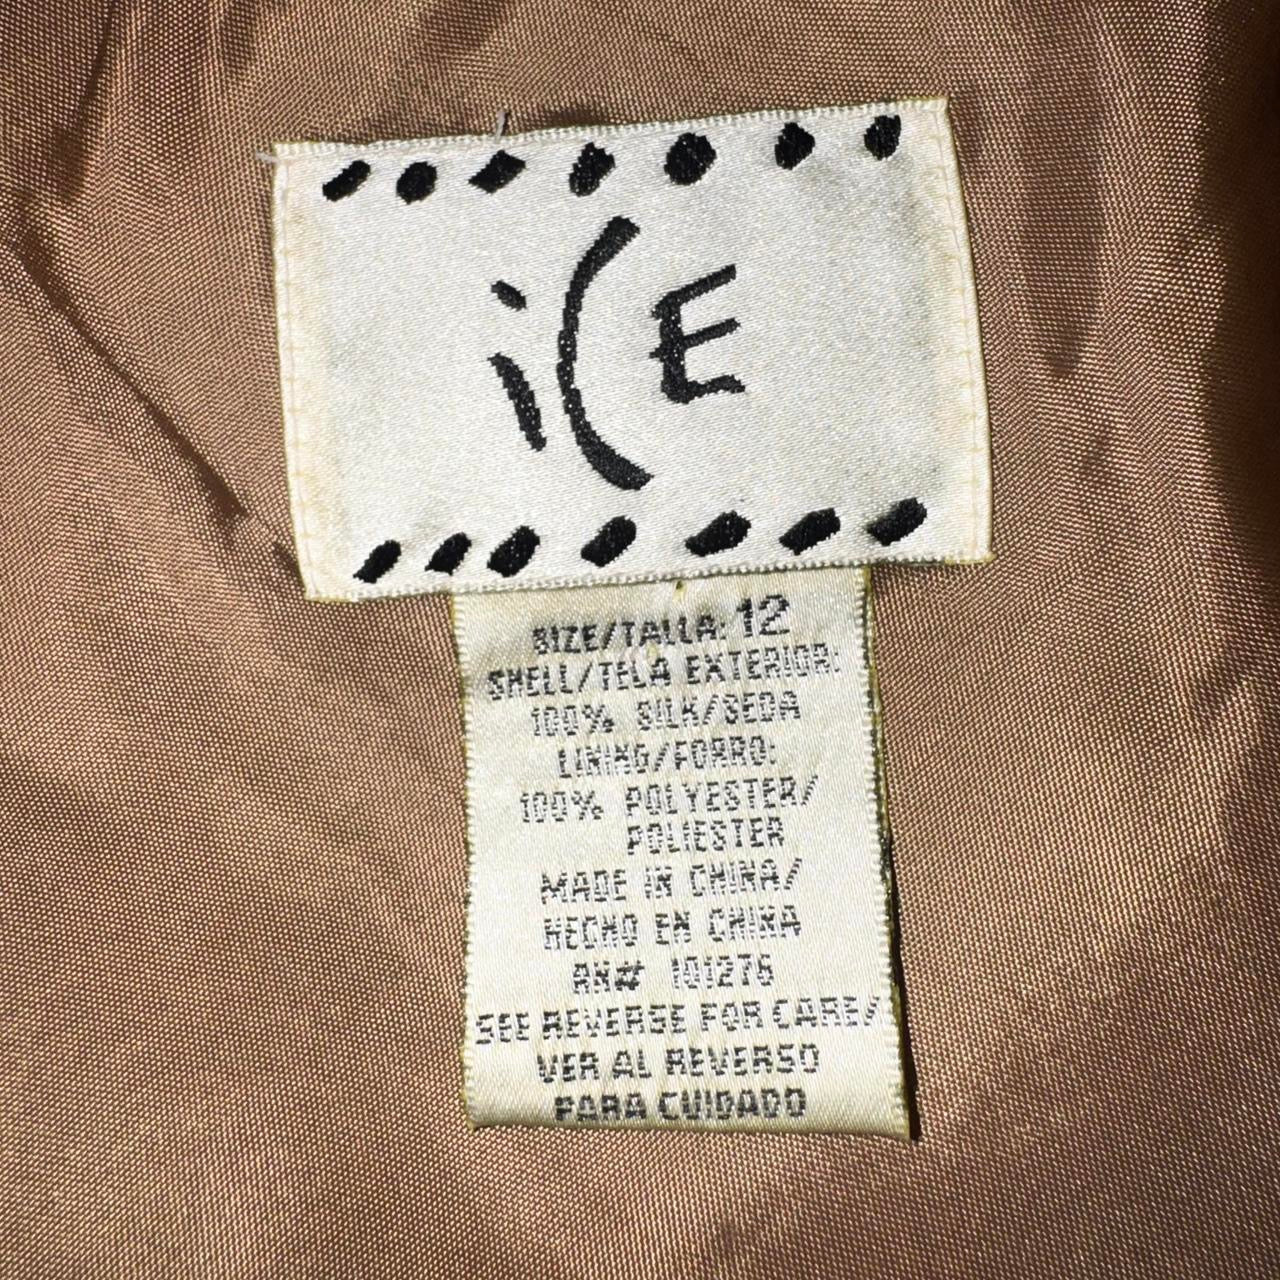 iCE
SIZE/TALLA: 12
SHELL/TELA EXTERIOR:
100% SILK/SEDA
LINING/FORRO:
100% POLYESTER/
POLIESTER
MADE IN CHINA/
HECHO EN CHINA
RN# 101276
SEE REVERSE FOR CARE/
VER AL REVERSO
PARA CUIDADO